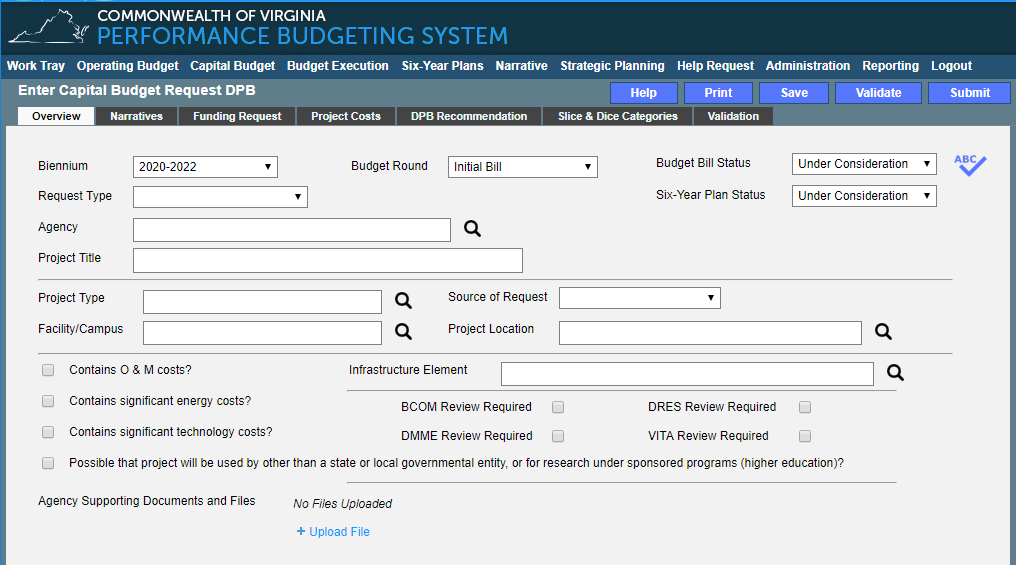 COMMONWEALTH OF VIRGINIA
PERFORMANCE BUDGETING SYSTEM
Work Tray Operating Budget Capital Budget Budget Execution Six-Year Plans Narrative Strategic Planning Help Request Administration Reporting Logout
Enter Capital Budget Request DPB Help Print Save Validate Submit
Overview Narratives Funding Request Project Costs DPB Recommendation Slice & Dice Categories Validation
Biennium 2020-2022 Budget Round Initial Bill Budget Bill Status Under Consideration ABC
Request Type Six-Year Plan Status Under Consideration
Agency
Project Title
Project Type Source of Request
Facility/Campus Project Location
Contains O & M costs? Infrastructure Element
Contains significant energy costs? BCOM Review Required DRES Review Required
Contains significant technology costs? DMME Review Required VITA Review Required
Possible that project will be used by other than a state or local governmental entity, or for research under sponsored programs (higher education)?
Agency Supporting Documents and Files No Files Uploaded
+ Upload File